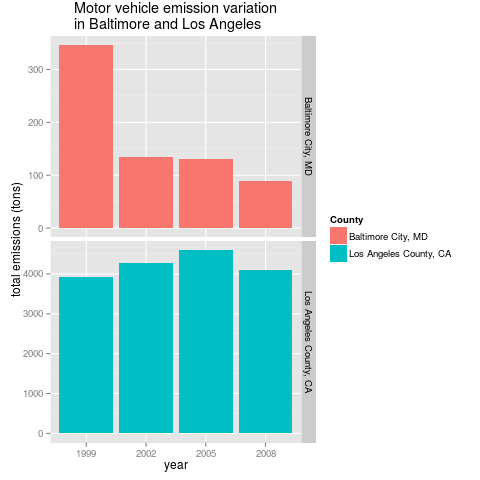 Motor vehicle emission variation
in Baltimore and Los Angeles
total emissions (tons)
300
200
100
0
Baltimore City, MD
4000
3000
2000
1000
0
Los Angeles County, CA
1999 2002 2005 2008
year
County
Baltimore City, MD
Los Angeles County, CA